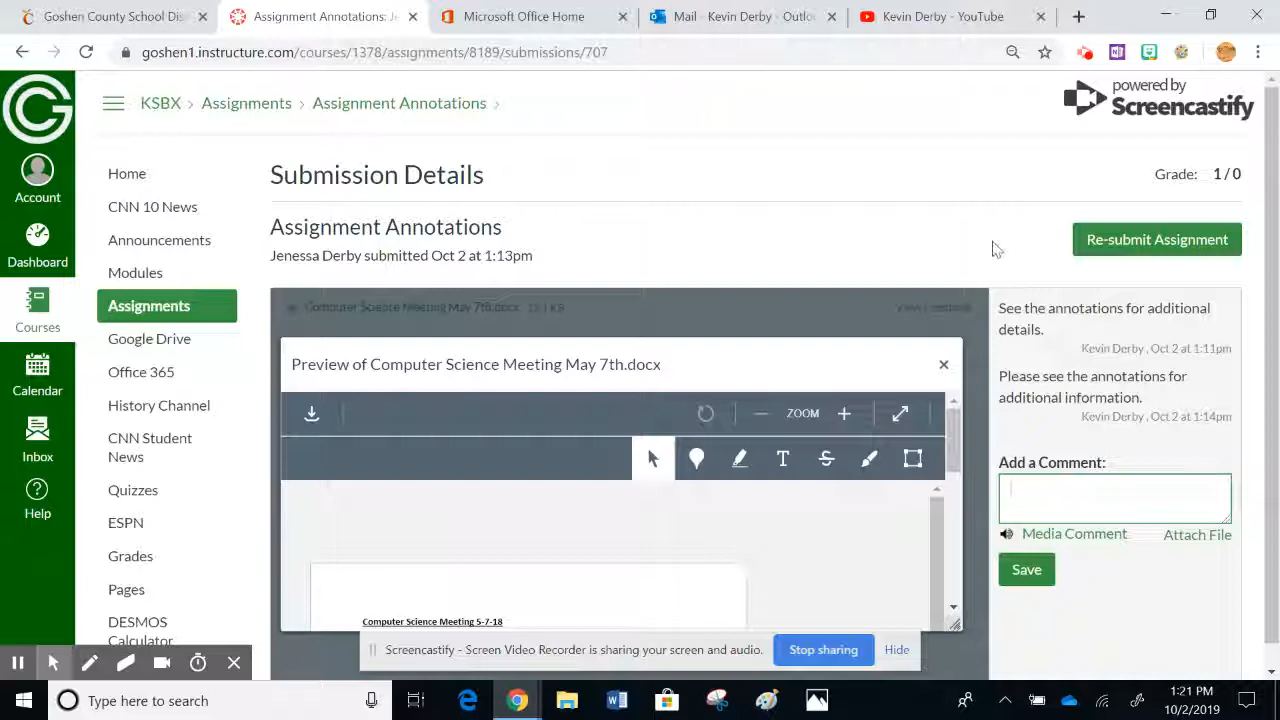 Goshen County School Dis
Assignment Annotations: Je
Microsoft Office Home
Mail - Kevin Derby - Outlo
Kevin Derby - YouTube
goshen1.instructure.com/courses/1378/assignments/8189/submissions/707
KSBX › Assignments › Assignment Annotations ›
powered by
Screencastify
Account
Dashboard
Courses
Calendar
Inbox
Help
Home
CNN 10 News
Announcements
Modules
Assignments
Google Drive
Office 365
History Channel
CNN Student
News
Quizzes
ESPN
Grades
Pages
DESMOS
Calculator
Submission Details
Grade: 1 / 0
Assignment Annotations
Jenessa Derby submitted Oct 2 at 1:13pm
Re-submit Assignment
Computer Science Meeting May 7th.docx
Preview of Computer Science Meeting May 7th.docx
ZOOM
T
Computer Science Meeting 5-7-18
See the annotations for additional
details.
Kevin Derby , Oct 2 at 1:11pm
Please see the annotations for
additional information.
Kevin Derby , Oct 2 at 1:14pm
Add a Comment:
Media Comment
Attach File
Save
Screencastify - Screen Video Recorder is sharing your screen and audio.
Stop sharing
Hide
Type here to search
1:21 PM
10/2/2019